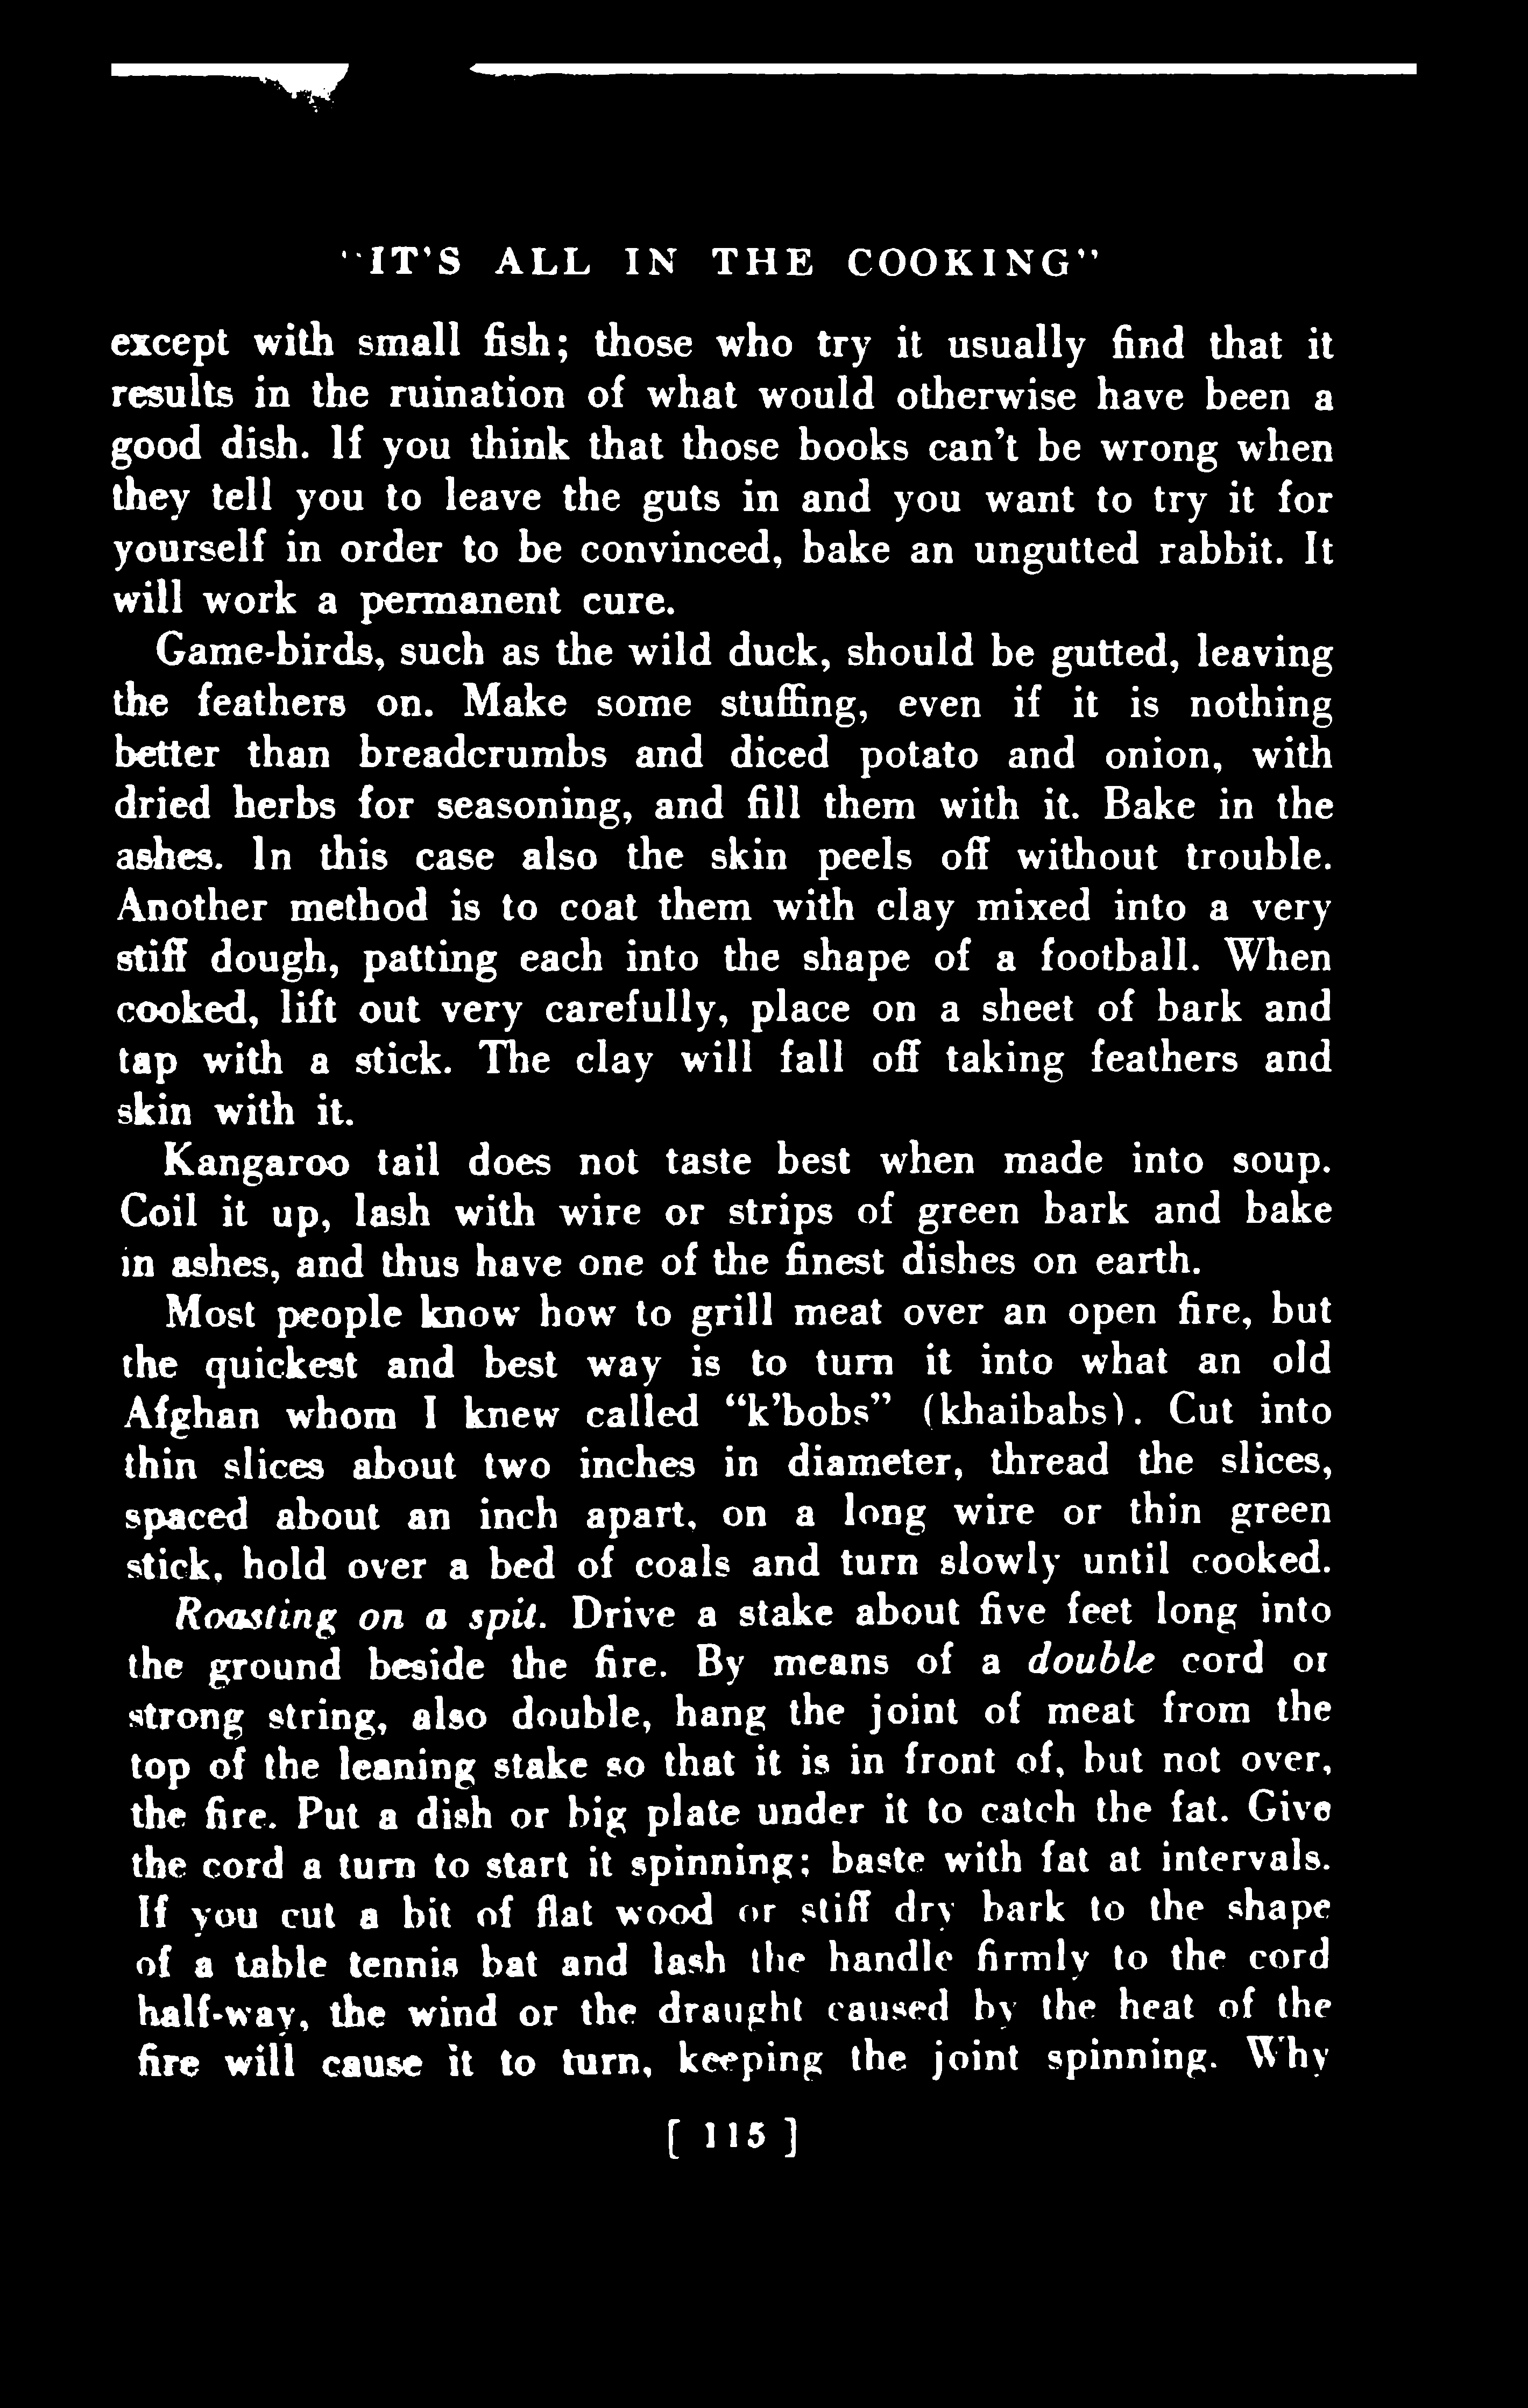 "IT'S ALL IN THE COOKING"
except with small fish; those who try it usually find that it
results in the ruination of what would otherwise have been a
good dish. If you think that those books can't be wrong when
they tell you to leave the guts in and you want to try it for
yourself in order to be convinced, bake an ungutted rabbit. It
will work a permanent cure.
Game-birds, such as the wild duck, should be gutted, leaving
the feathers on. Make some stuffing, even if it is nothing
better than breadcrumbs and diced potato and onion, with
dried herbs for seasoning, and fill them with it. Bake in the
ashes. In this case also the skin peels off without trouble.
Another method is to coat them with clay mixed into a very
stiff dough, patting each into the shape of a football. When
cooked, lift out very carefully, place on a sheet of bark and
tap with a stick. The clay will fall off taking feathers and
skin with it.
Kangaroo tail does not taste best when made into soup.
Coil it up, lash with wire or strips of green bark and bake
in ashes, and thus have one of the finest dishes on earth.
Most people know how to grill meat over an open fire, but
the quickest and best way is to turn it into what an old
Afghan whom I knew called "k'bobs" (khaibabs). Cut into
thin slices about two inches in diameter, thread the slices,
spaced about an inch apart, on a long wire or thin green
stick, hold over a bed of coals and turn slowly until cooked.
Roasting on a spit. Drive a stake about five feet long into
the ground beside the fire. By means of a double cord or
strong string, also double, hang the joint of meat from the
top of the leaning stake so that it is in front of, but not over,
the fire. Put a dish or big plate under it to catch the fat. Give
the cord a turn to start it spinning; baste with fat at intervals.
If you cut a bit of flat wood or stiff dry bark to the shape
of a table tennis bat and lash the handle firmly to the cord
half-way, the wind or the draught caused by the heat of the
fire will cause it to turn, keeping the joint spinning. Why
[ 115 ]